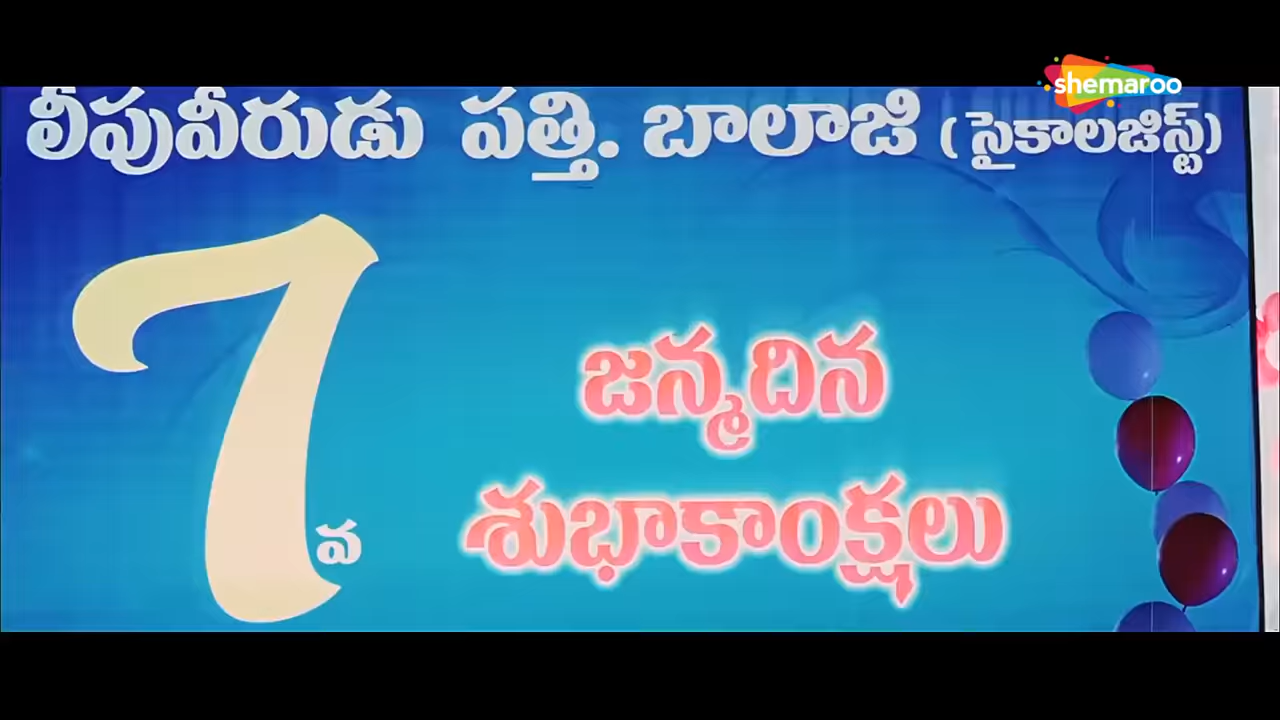 shemaroo
లీపువీరుడు పత్తి. బాలాజి (సైకాలజిస్ట్)
7వ
జన్మదిన
శుభాకాంక్షలు